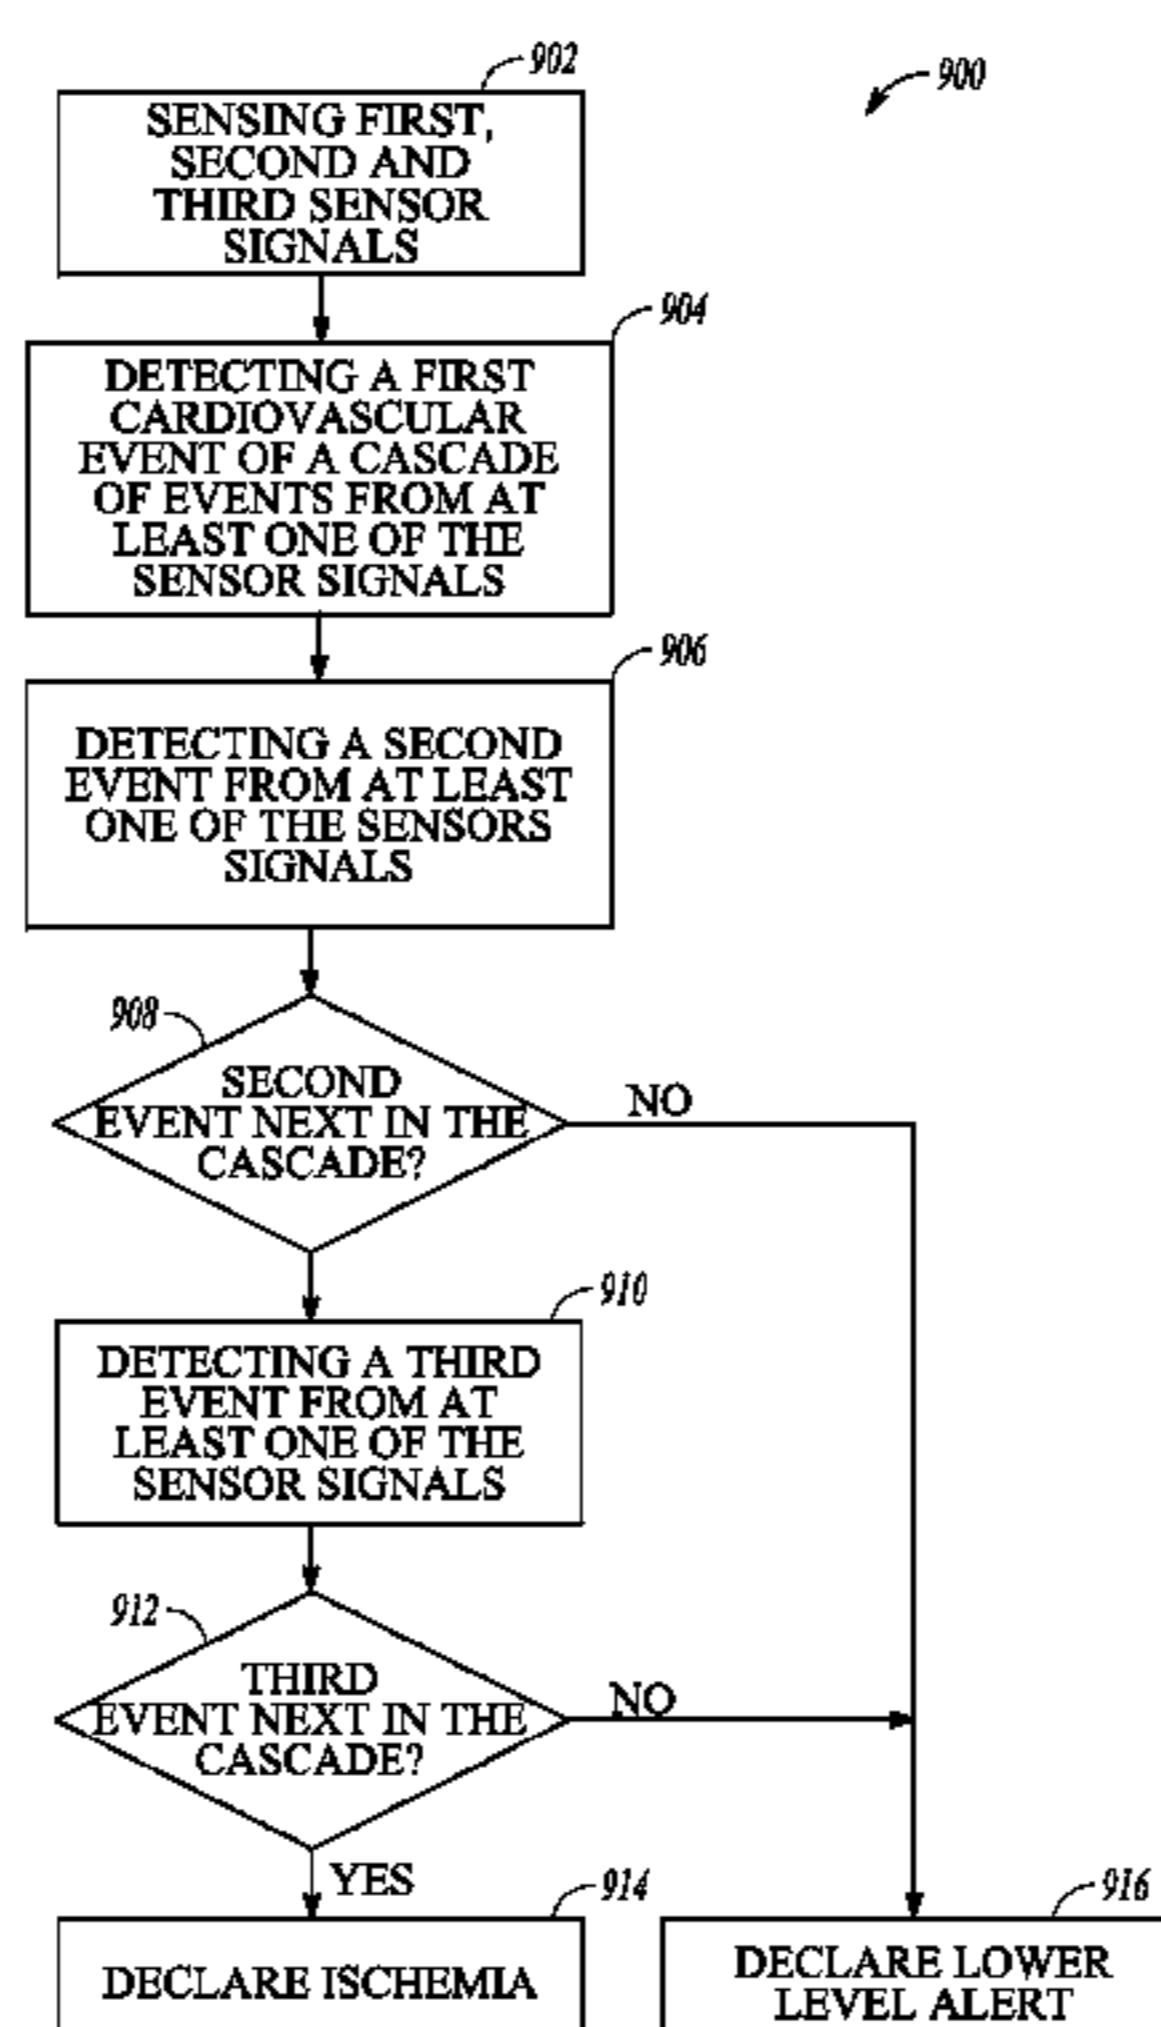 902
900
SENSING FIRST,
SECOND AND
THIRD SENSOR
SIGNALS
904
DETECTING A FIRST
CARDIOVASCULAR
EVENT OF A CASCADE
OF EVENTS FROM AT
LEAST ONE OF THE
SENSOR SIGNALS
906
DETECTING A SECOND
EVENT FROM AT LEAST
ONE OF THE SENSORS
SIGNALS
908
SECOND
EVENT NEXT IN THE
CASCADE?
NO
910
DETECTING A THIRD
EVENT FROM AT
LEAST ONE OF THE
SENSOR SIGNALS
912
THIRD
EVENT NEXT IN THE
CASCADE?
NO
YES
914
DECLARE ISCHEMIA
916
DECLARE LOWER
LEVEL ALERT